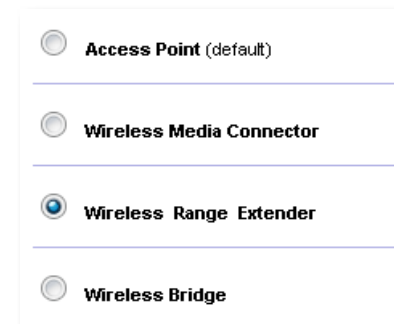 Access Point (default)
Wireless Media Connector
Wireless Range Extender
Wireless Bridge